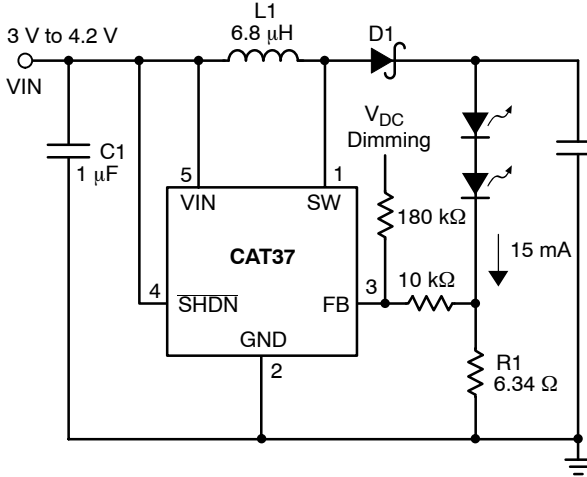 L1
6.8 μH
3 V to 4.2 V
VIN
D1
C1
1 μF
VDC
Dimming
5
1
VIN
SW
180 kΩ
CAT37
15 mA
4
SHDN
FB
3
10 kΩ
GND
2
R1
6.34 Ω